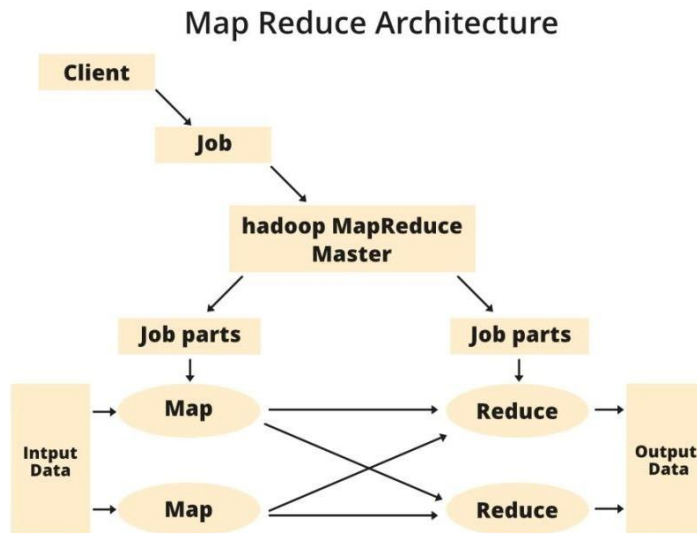 Map Reduce Architecture
Client
Job
hadoop MapReduce
Master
Job parts
Job parts
Map
Reduce
Intput
Data
Output
Data
Map
Reduce